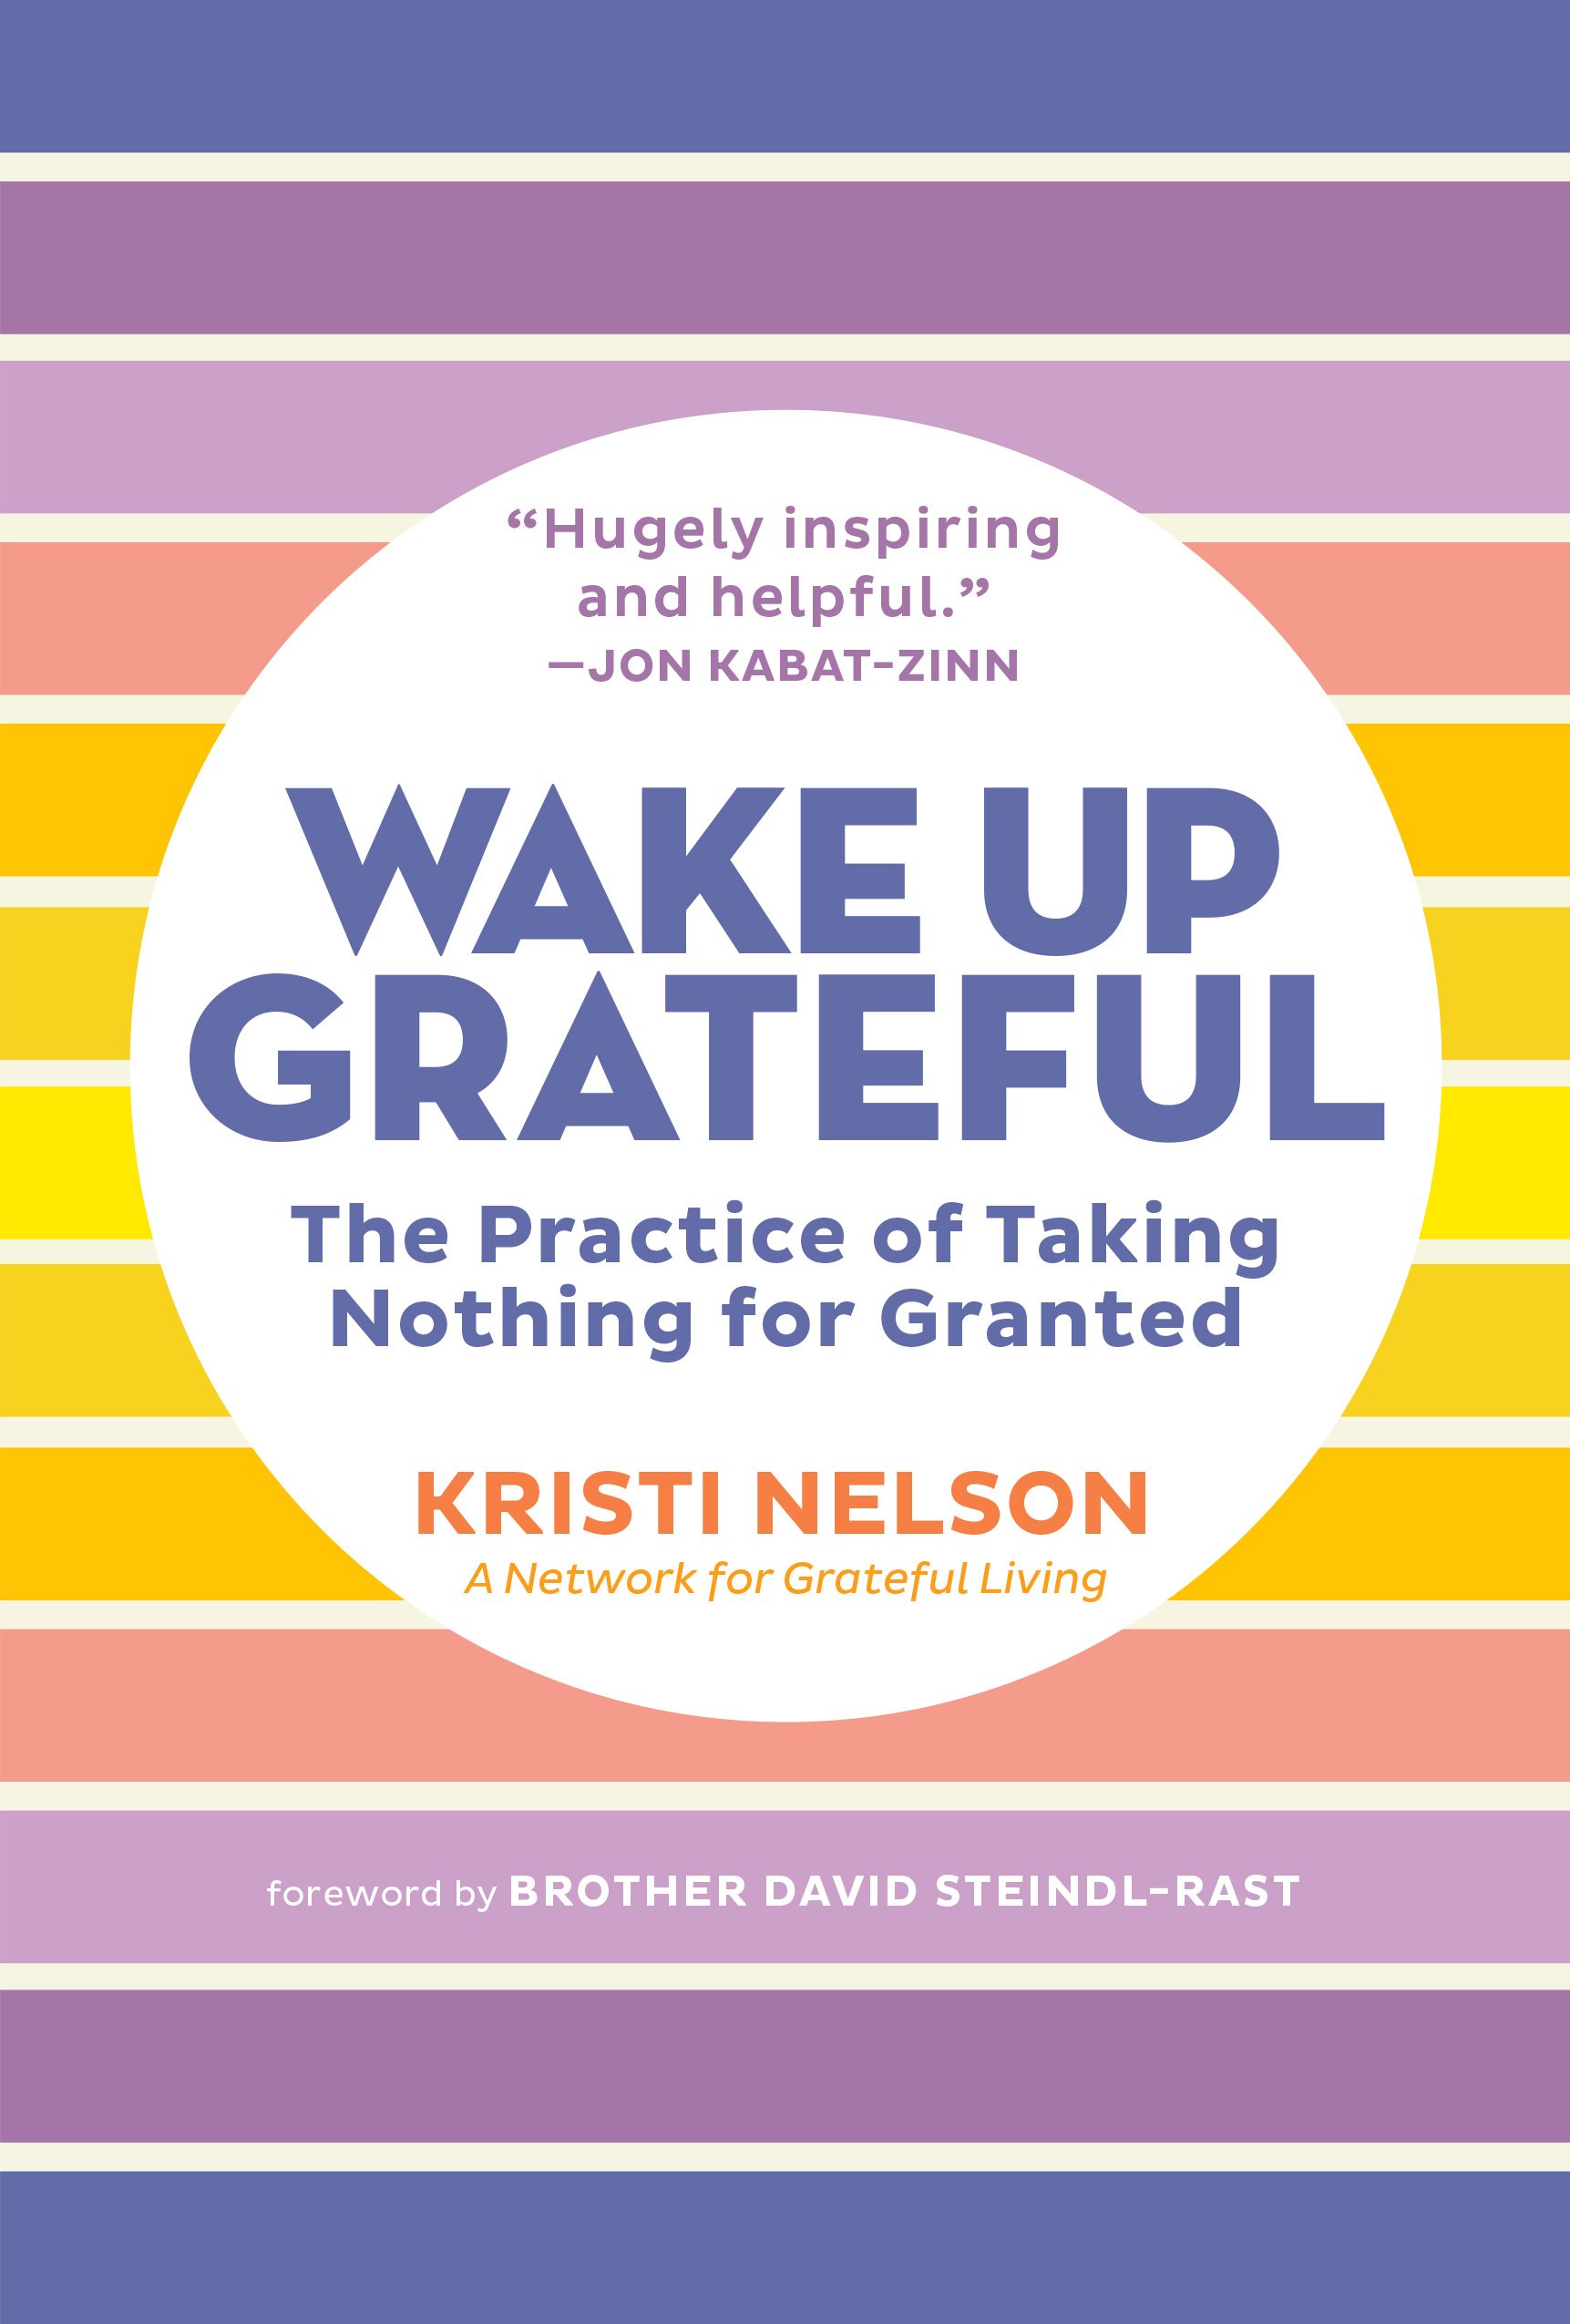 “Hugely inspiring
and helpful.”
—JON KABAT-ZINN
WAKE UP
GRATEFUL
The Practice of Taking
Nothing for Granted
KRISTI NELSON
A Network for Grateful Living
foreword by BROTHER DAVID STEINDL-RAST